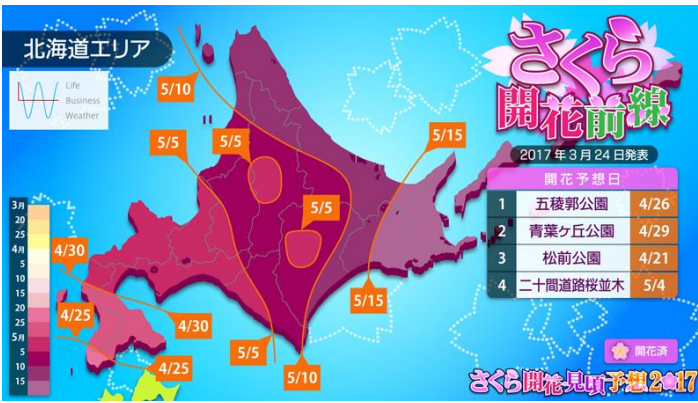 北海道エリア
Life
Business
Weather
さくら
開花前線
2017年3月24日発表
開花予想日
1 五稜郭公園 4/26
2 青葉ヶ丘公園 4/29
3 松前公園 4/21
4 二十間道路桜並木 5/4
5/10
5/5
5/5
5/15
5/5
4/30
4/25
4/30
5/15
5/5
4/25
5/10
3月
20
25
4月
5
10
15
20
25
5月
5
10
15
開花済
さくら開花見頃予想2017